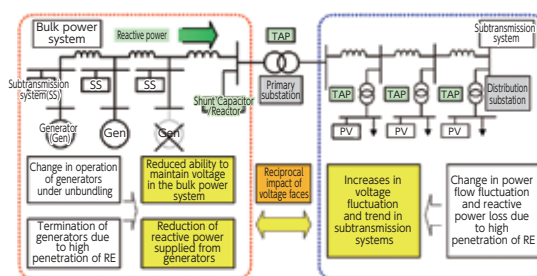 Bulk power
system
Reactive power
TAP
Subtransmission
system
Subtransmission
system(SS)
SS
SS
Shunt Capacitor
/Reactor
Primary
substation
TAP
TAP
TAP
Distribution
substation
Generator
(Gen)
Gen
Gen
PV
PV
PV
Change in operation
of generators
under unbundling
Reduced ability to
maintain voltage
in the bulk power
system
Reciprocal
impact of
voltage faces
Increases in
voltage
fluctuation
and trend in
subtransmission
systems
Change in power
flow fluctuation
and reactive
power loss due
to high
penetration of RE
Termination of
generators due
to high
penetration of RE
Reduction of
reactive power
supplied from
generators